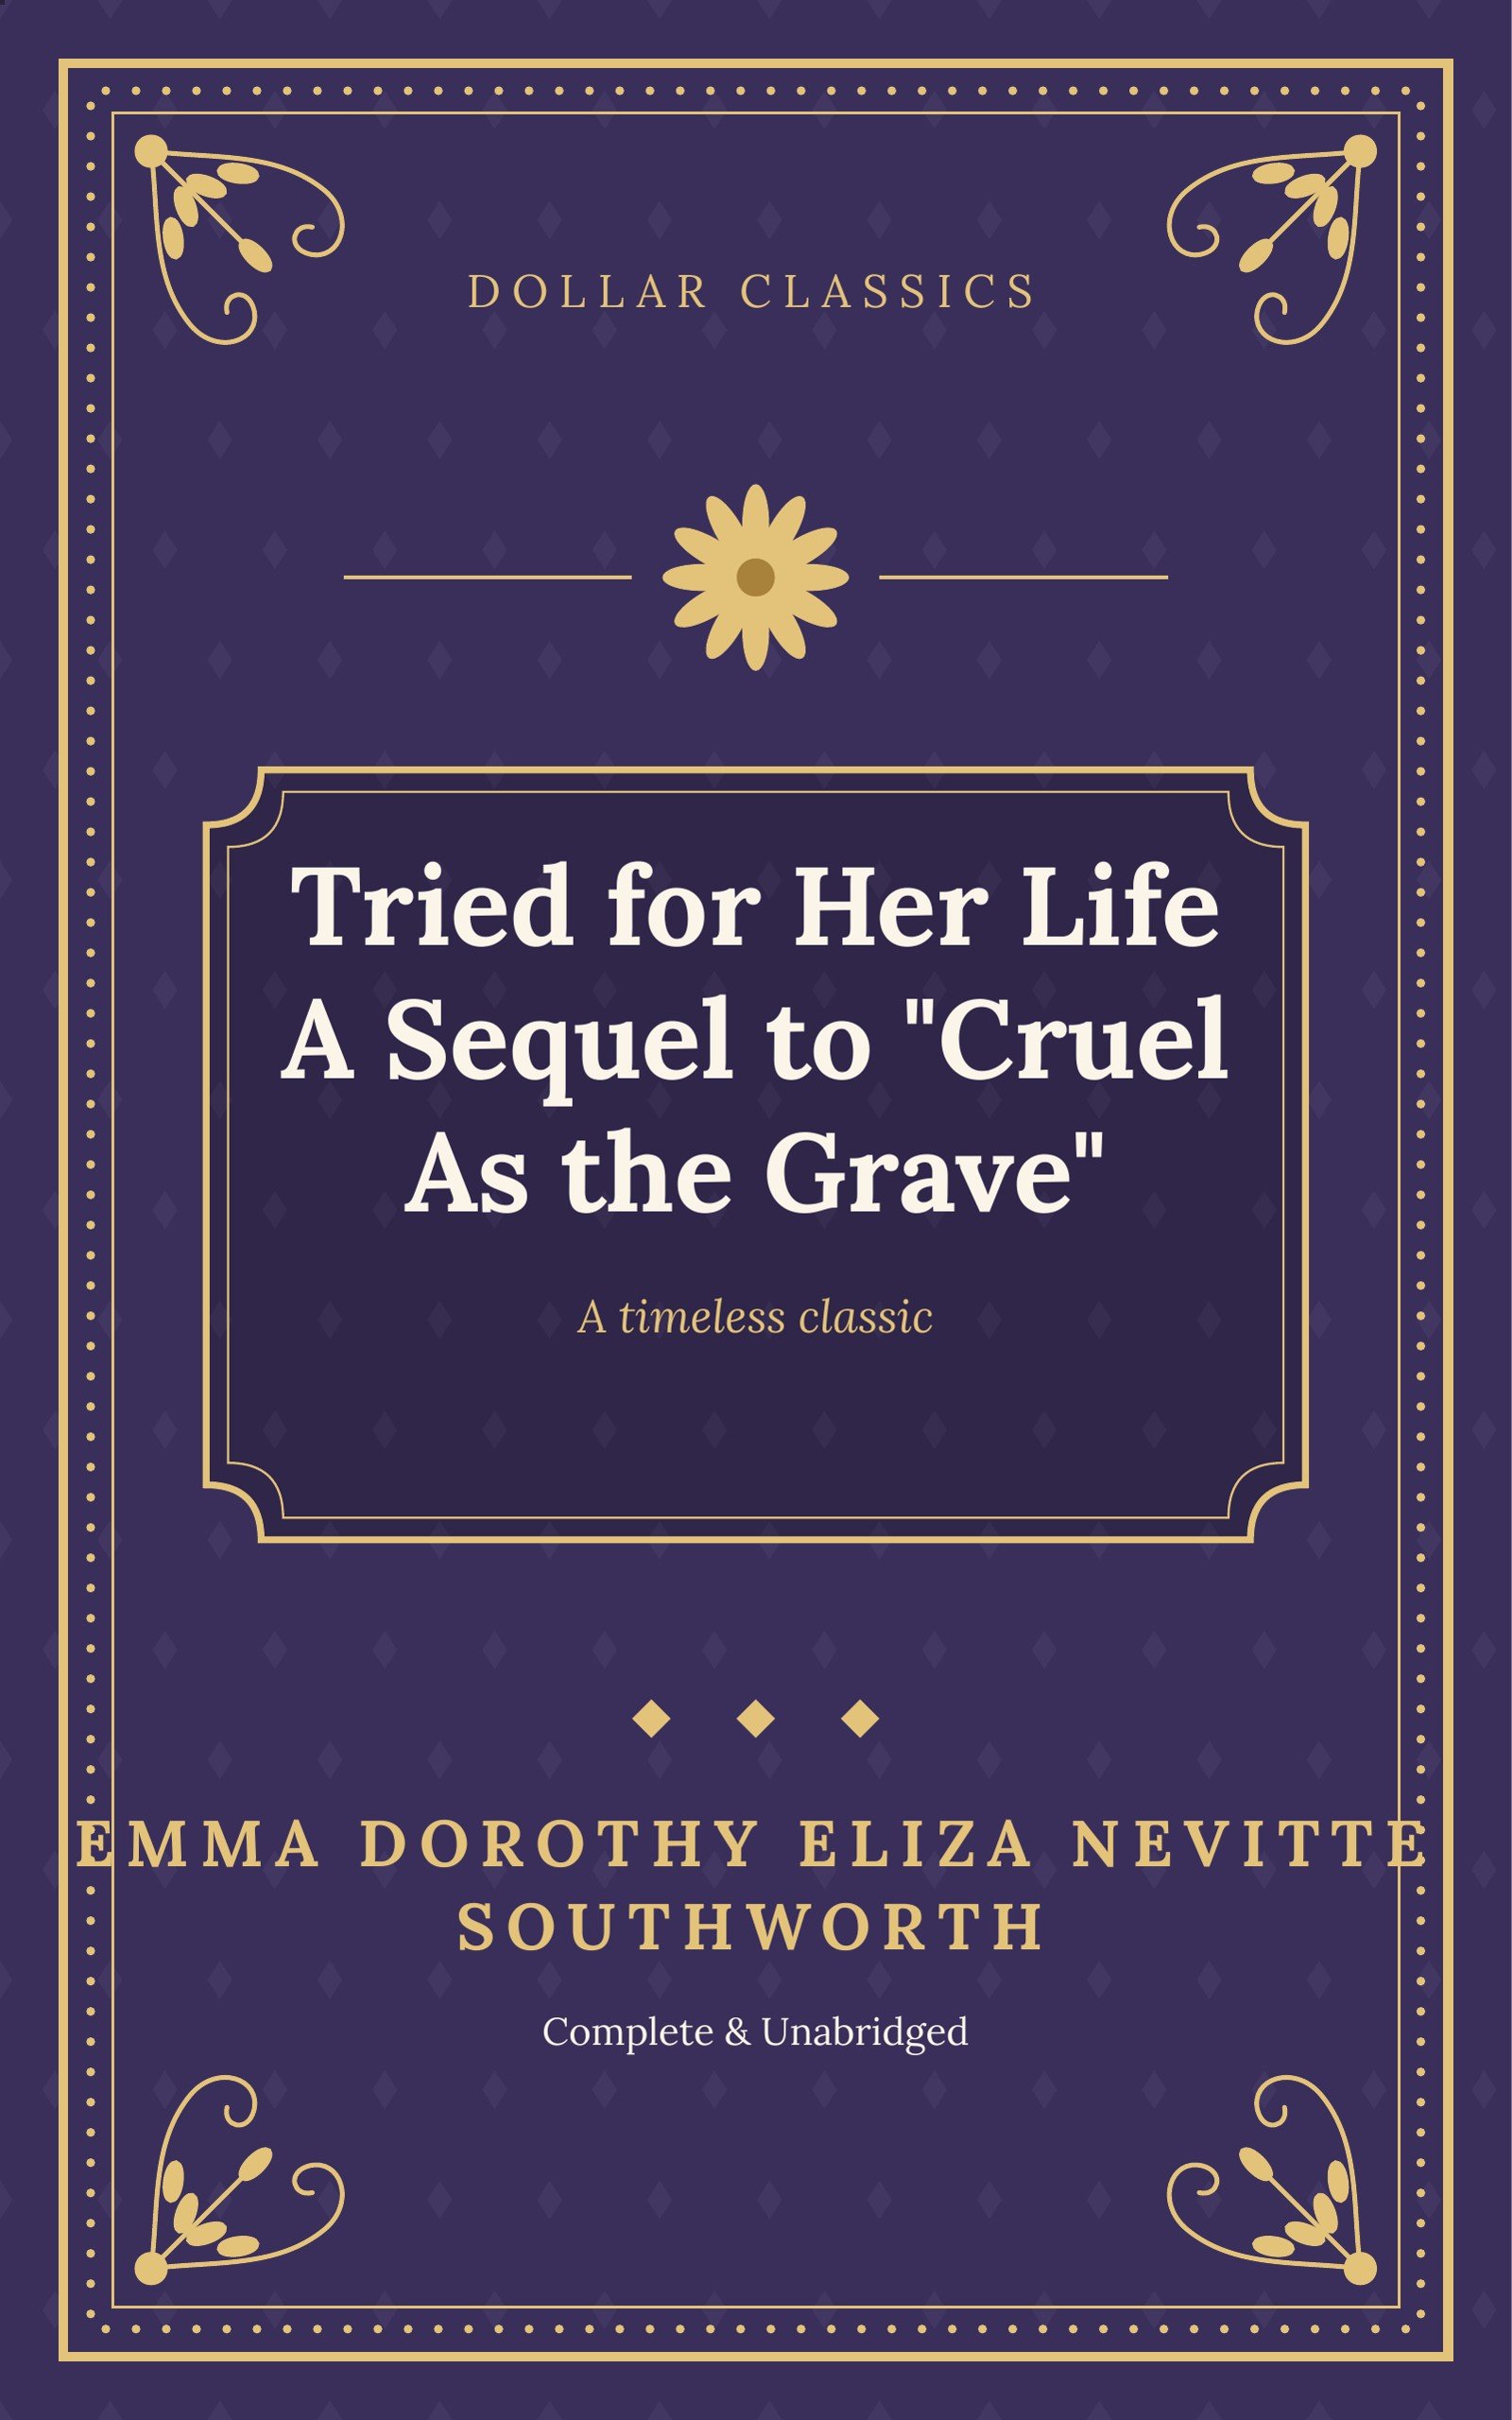 DOLLAR CLASSICS
Tried for Her Life
A Sequel to "Cruel
As the Grave"
A timeless classic
EMMA DOROTHY ELIZA NEVITTE
SOUTHWORTH
Complete & Unabridged